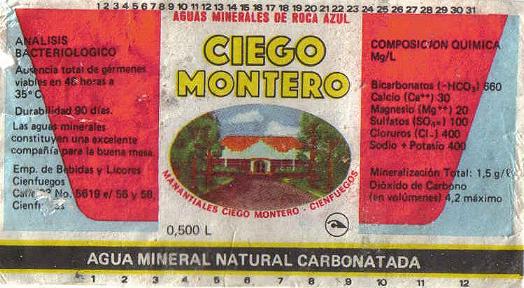 1 2 3 4 5 6 7 8 9 10 11 12 13 14 15 16 17 18 19 20 21 22 23 24 25 26 27 28 29 30 31
AGUAS MINERALES DE ROCA AZUL
CIEGO
MONTERO
ANALISIS
BACTERIOLOGICO
Ausencia total de gérmenes
viables en 48 horas a
35° C
Durabilidad 90 días.
Las aguas minerales
constituyen una excelente
compañía para la buena mesa.
Emp. de Bebidas y Licores
Cienfuegos
No. 5619 e/ 56 y 58
MANANTIALES CIEGO MONTERO - CIENFUEGOS
0,500 L
COMPOSICION QUIMICA
Mg/L
Bicarbonatos (-HCO₃) 660
Calcio (Ca⁺⁺) 30
Magnesio (Mg⁺⁺) 20
Sulfatos (SO₄=) 100
Cloruros (Cl-) 400
Sodio + Potasio 400
Mineralización Total: 1,5 g/ℓ
Dióxido de Carbono
(en volúmenes) 4,2 máximo
AGUA MINERAL NATURAL CARBONATADA
1 2 3 4 5 6 7 8 9 10 11 12